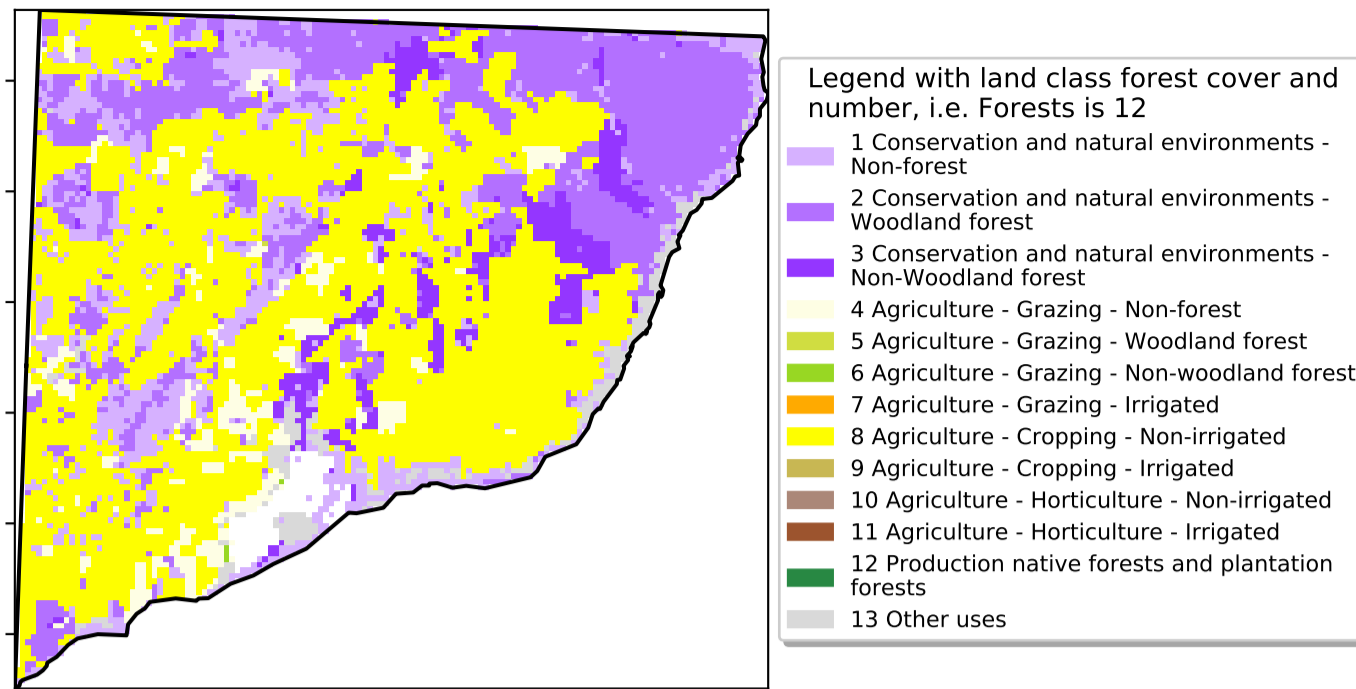 Legend with land class forest cover and
number, i.e. Forests is 12
1 Conservation and natural environments -
Non-forest
2 Conservation and natural environments -
Woodland forest
3 Conservation and natural environments -
Non-Woodland forest
4 Agriculture - Grazing - Non-forest
5 Agriculture - Grazing - Woodland forest
6 Agriculture - Grazing - Non-woodland forest
7 Agriculture - Grazing - Irrigated
8 Agriculture - Cropping - Non-irrigated
9 Agriculture - Cropping - Irrigated
10 Agriculture - Horticulture - Non-irrigated
11 Agriculture - Horticulture - Irrigated
12 Production native forests and plantation
forests
13 Other uses